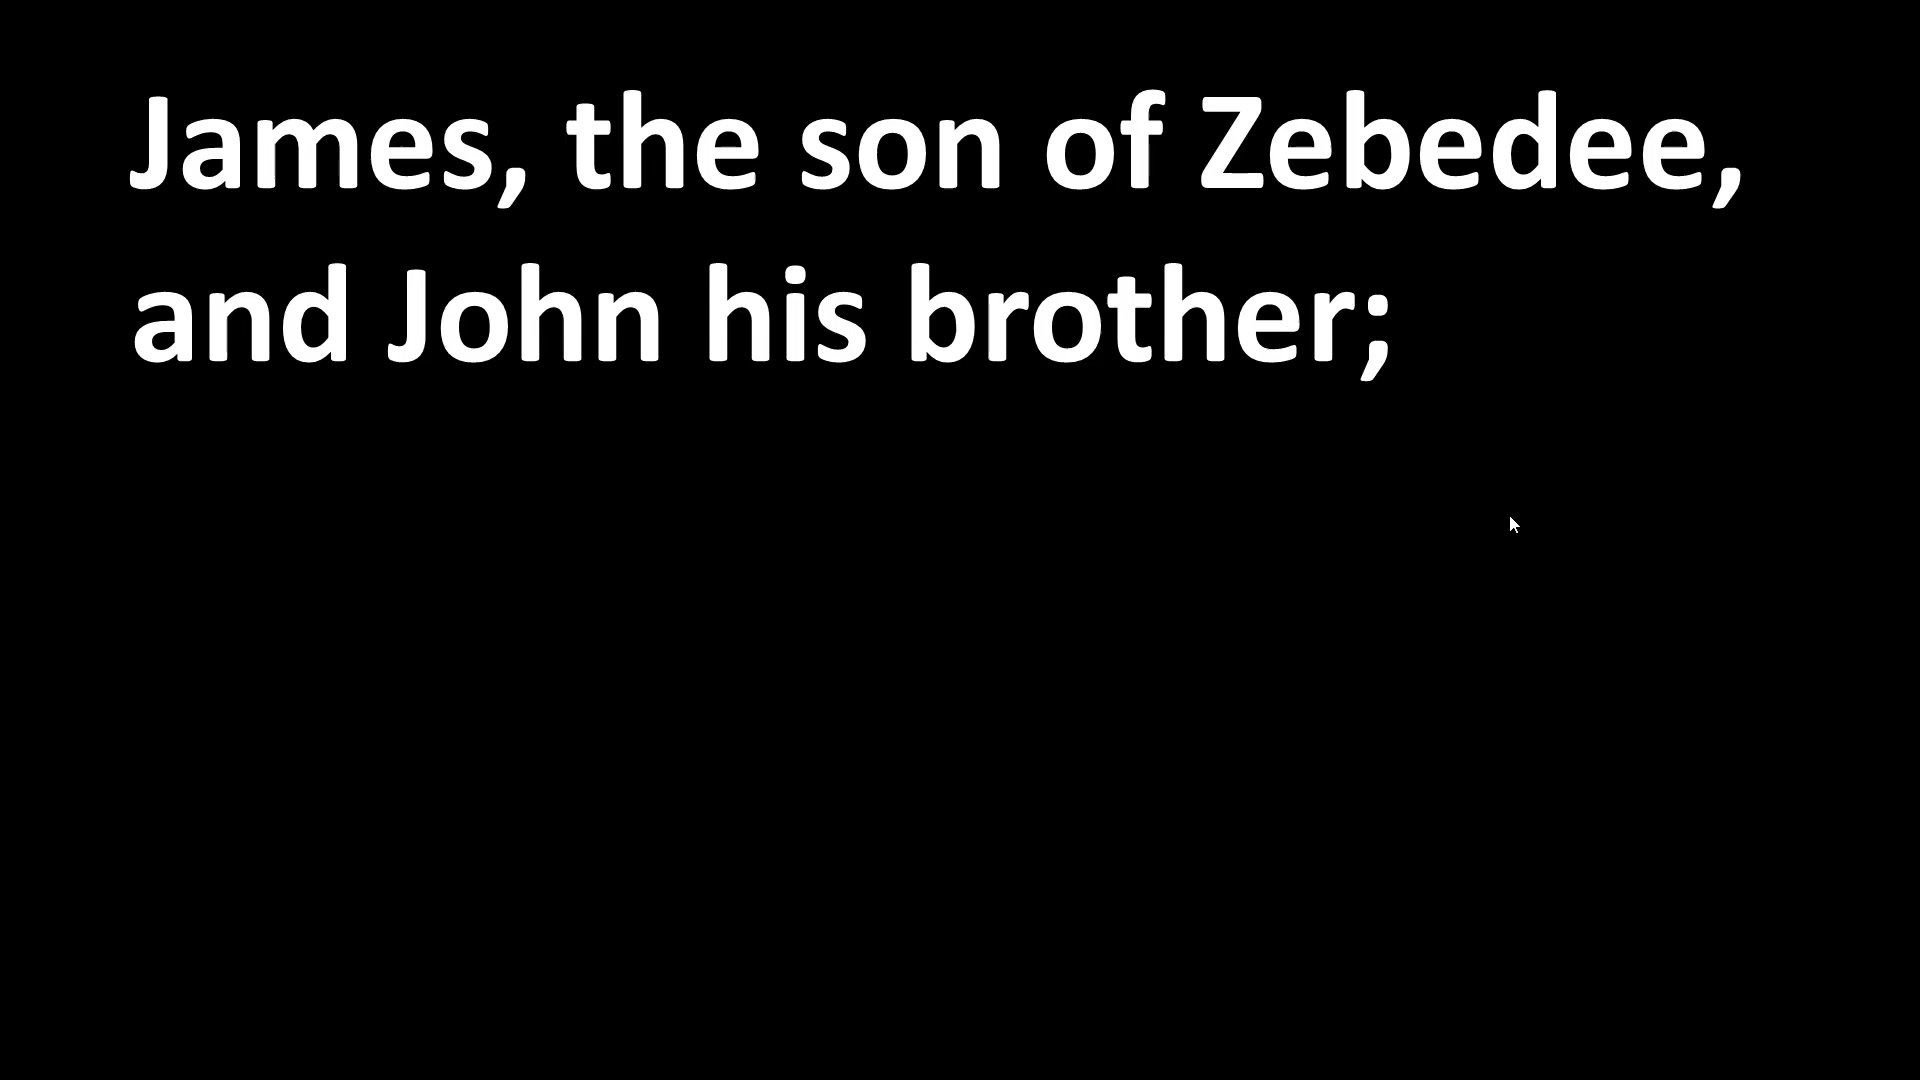 James, the son of Zebedee,
and John his brother;